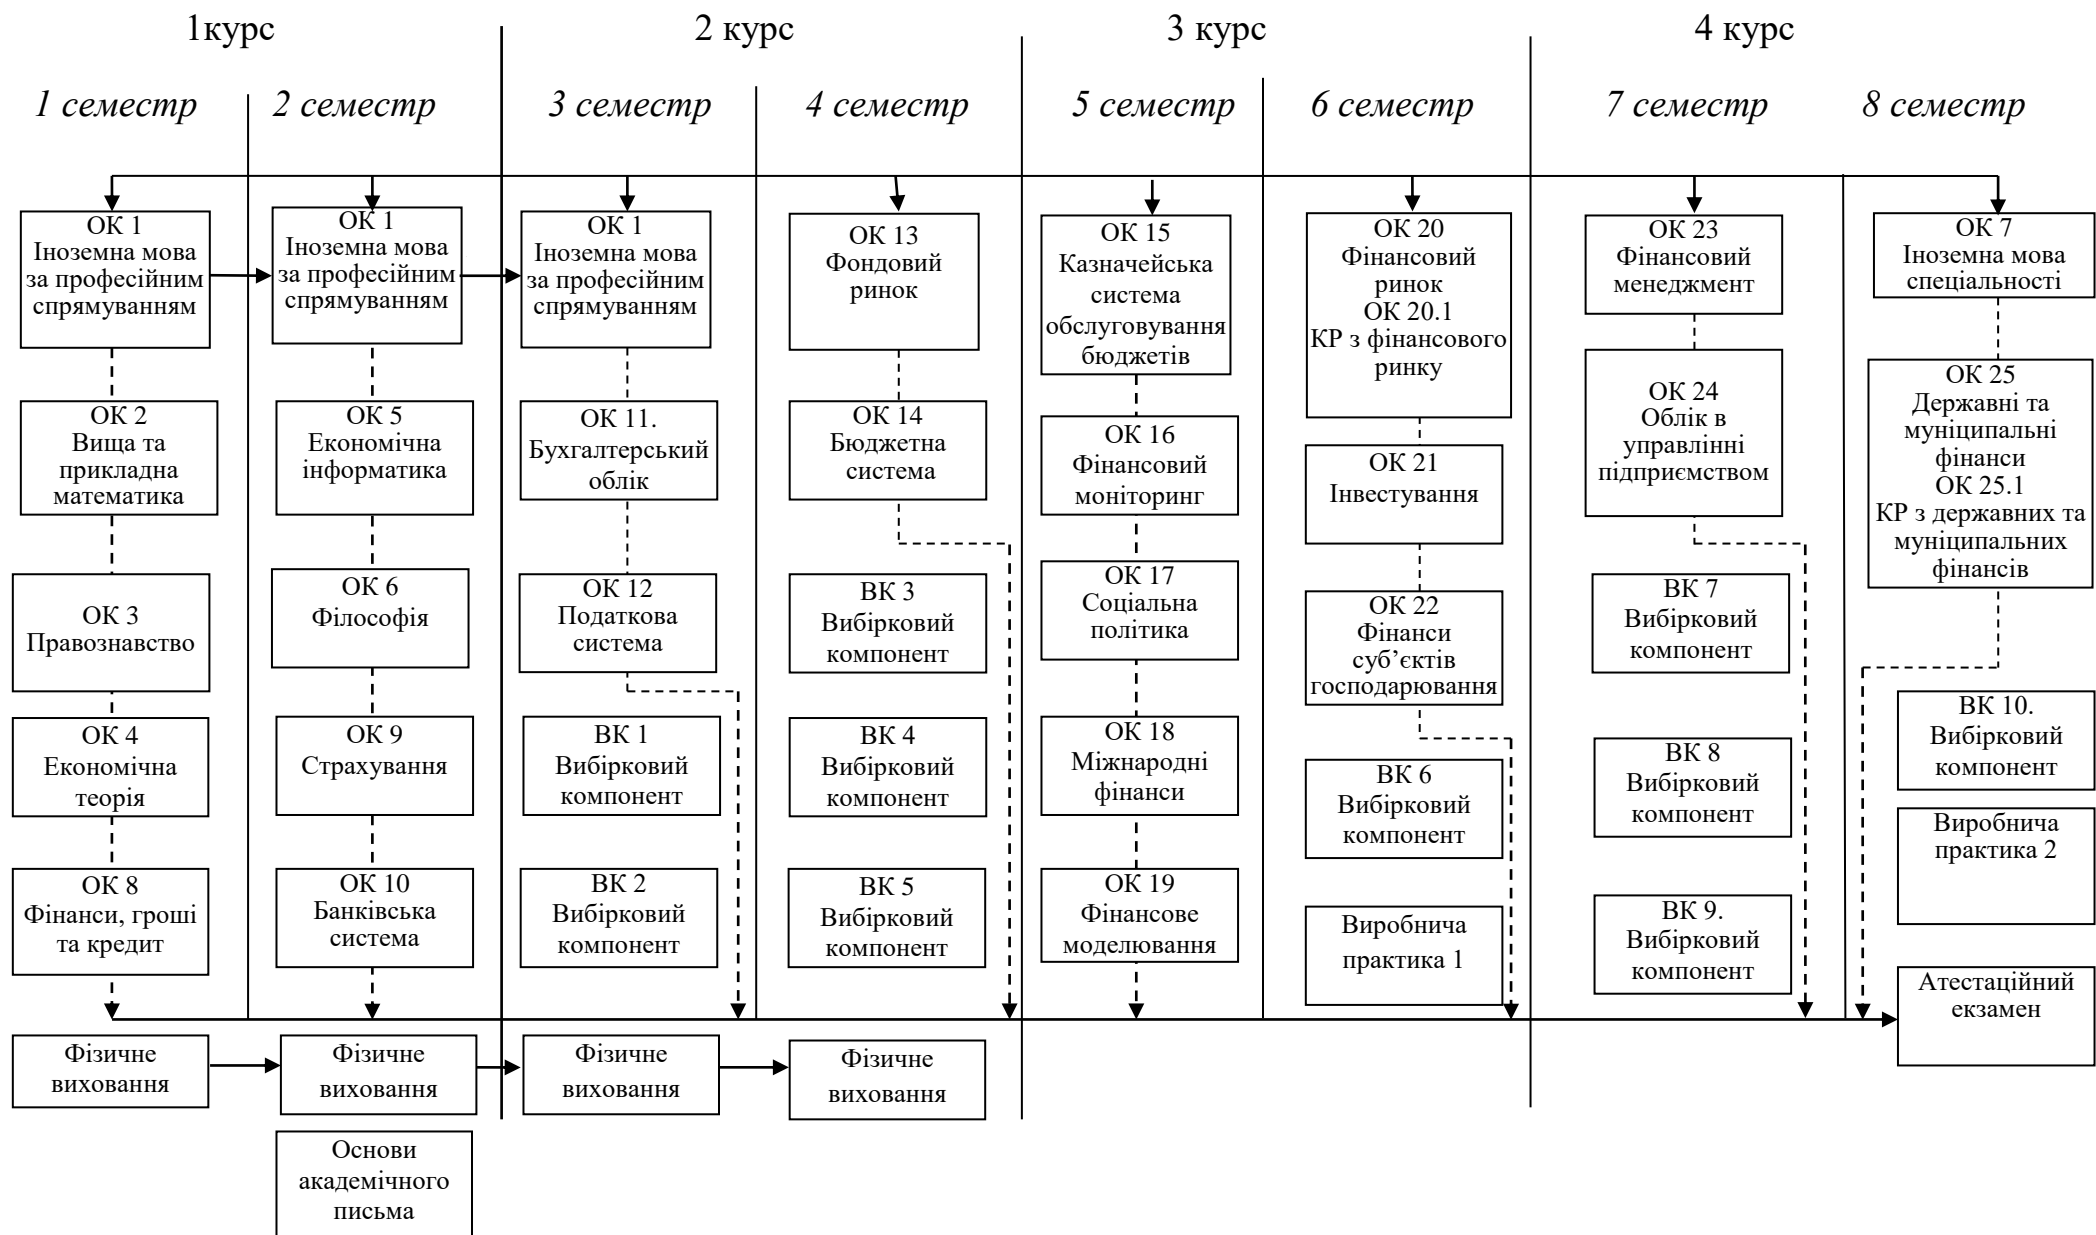 1курс
2 курс
3 курс
4 курс
1 семестр
2 семестр
3 семестр
4 семестр
5 семестр
6 семестр
7 семестр
8 семестр
ОК 1
Іноземна мова
за професійним
спрямуванням
ОК 2
Вища та
прикладна
математика
ОК 3
Правознавство
ОК 4
Економічна
теорія
ОК 8
Фінанси, гроші
та кредит
Фізичне
виховання
ОК 1
Іноземна мова
за професійним
спрямуванням
ОК 5
Економічна
інформатика
ОК 6
Філософія
ОК 9
Страхування
ОК 10
Банківська
система
Фізичне
виховання
Основи
академічного
письма
ОК 1
Іноземна мова
за професійним
спрямуванням
ОК 11.
Бухгалтерський
облік
ОК 12
Податкова
система
ВК 1
Вибірковий
компонент
ВК 2
Вибірковий
компонент
Фізичне
виховання
ОК 13
Фондовий
ринок
ОК 14
Бюджетна
система
ВК 3
Вибірковий
компонент
ВК 4
Вибірковий
компонент
ВК 5
Вибірковий
компонент
Фізичне
виховання
ОК 15
Казначейська
система
обслуговування
бюджетів
ОК 16
Фінансовий
моніторинг
ОК 17
Соціальна
політика
ОК 18
Міжнародні
фінанси
ОК 19
Фінансове
моделювання
ОК 20
Фінансовий
ринок
ОК 20.1
КР з фінансового
ринку
ОК 21
Інвестування
ОК 22
Фінанси
суб’єктів
господарювання
ВК 6
Вибірковий
компонент
Виробнича
практика 1
ОК 23
Фінансовий
менеджмент
ОК 24
Облік в
управлінні
підприємством
ВК 7
Вибірковий
компонент
ВК 8
Вибірковий
компонент
ВК 9.
Вибірковий
компонент
ОК 7
Іноземна мова
спеціальності
ОК 25
Державні та
муніципальні
фінанси
ОК 25.1
КР з державних та
муніципальних
фінансів
ВК 10.
Вибірковий
компонент
Виробнича
практика 2
Атестаційний
екзамен